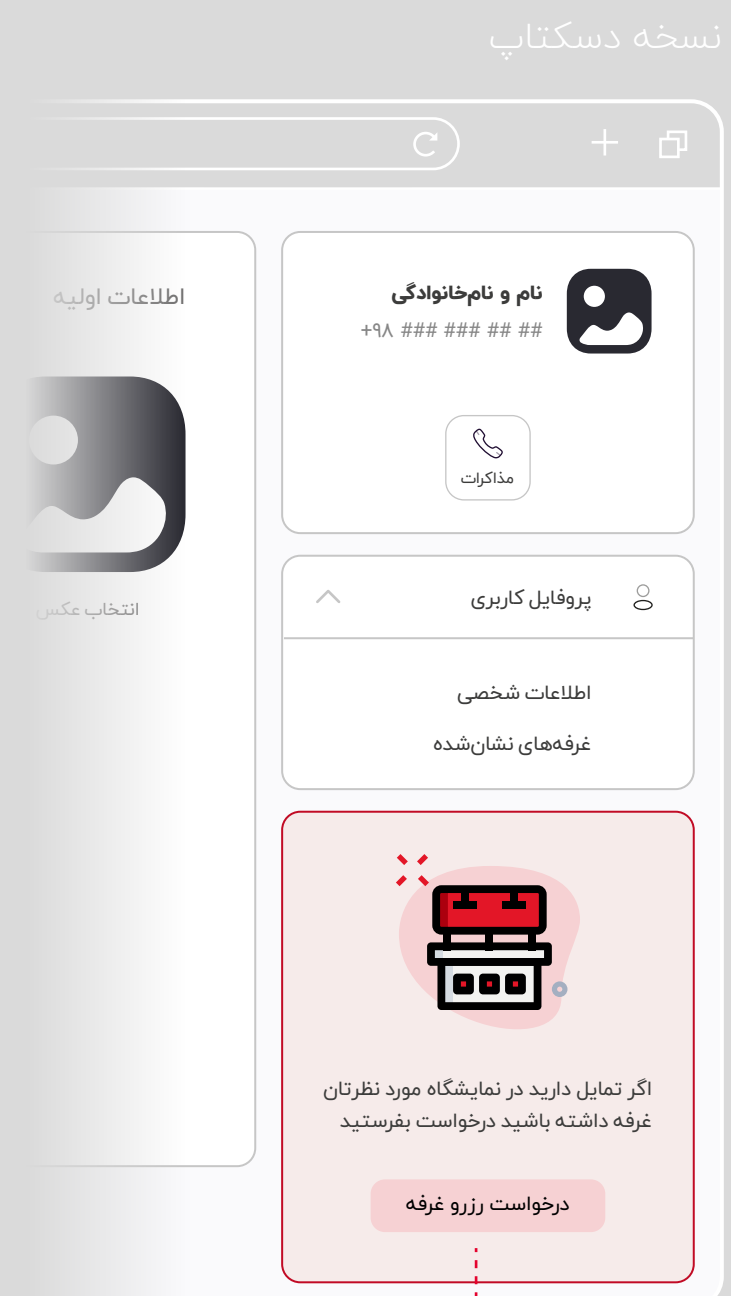 نسخه دسکتاپ
نام و نام‌خانوادگی
+۹۸ ### ### ## ##
مذاکرات
پروفایل کاربری
اطلاعات شخصی
غرفه‌های نشان‌شده
اگر تمایل دارید در نمایشگاه مورد نظرتان
غرفه داشته باشید درخواست بفرستید
درخواست رزرو غرفه
اطلاعات اولیه
انتخاب عکس